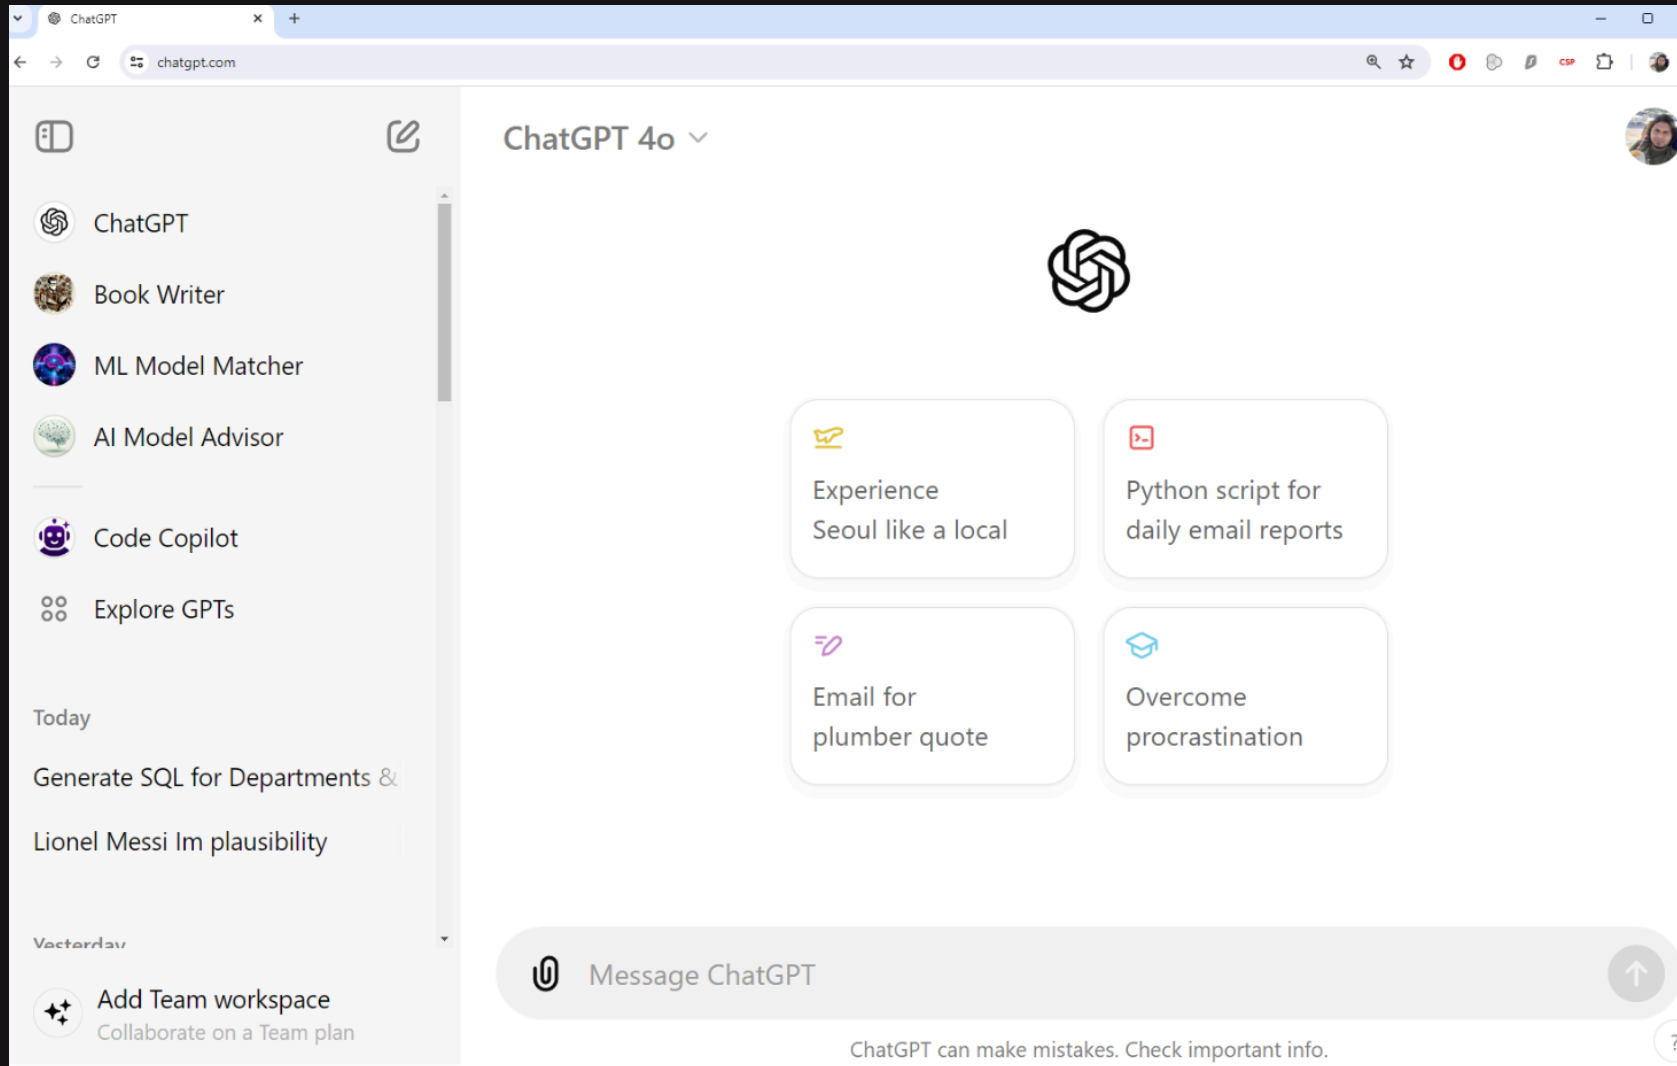 ChatGPT
chatgpt.com
CSP
ChatGPT
Book Writer
ML Model Matcher
AI Model Advisor
Code Copilot
Explore GPTs
Today
Generate SQL for Departments &
Lionel Messi Im plausibility
Yesterday
Add Team workspace
Collaborate on a Team plan
ChatGPT 4o
Experience
Seoul like a local
Python script for
daily email reports
Email for
plumber quote
Overcome
procrastination
Message ChatGPT
ChatGPT can make mistakes. Check important info.
?